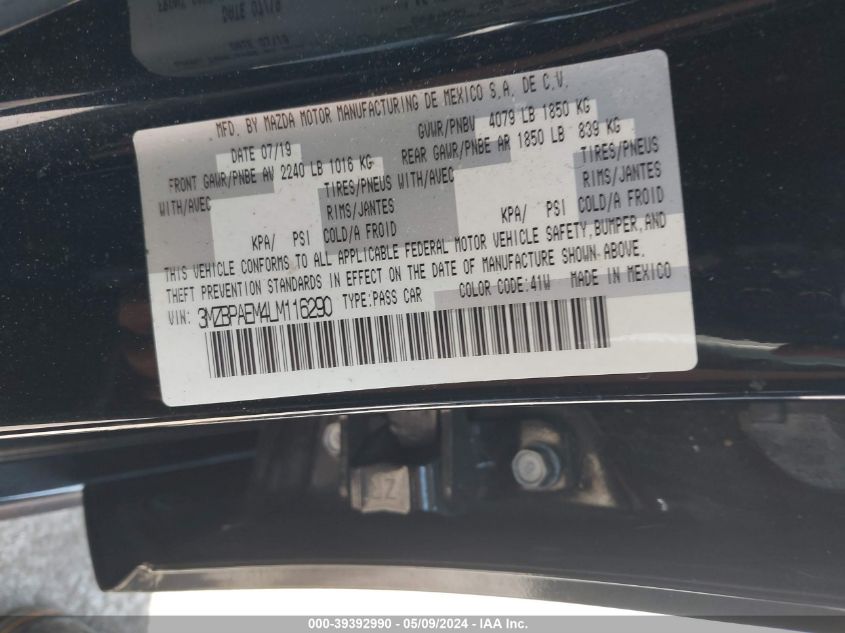 MFD. BY MAZDA MOTOR MANUFACTURING DE MEXICO S.A. DE C.V.
DATE 07/19 GVWR/PNBV 4079 LB 1850 KG
FRONT GAWR/PNBE AV 2240 LB 1016 KG REAR GAWR/PNBE AR 1850 LB 839 KG
WITH/AVEC TIRES/PNEUS WITH/AVEC TIRES/PNEUS
RIMS/JANTES RIMS/JANTES
KPA/ PSI COLD/A FROID KPA/ PSI COLD/A FROID
THIS VEHICLE CONFORMS TO ALL APPLICABLE FEDERAL MOTOR VEHICLE SAFETY,BUMPER,AND
THEFT PREVENTION STANDARDS IN EFFECT ON THE DATE OF MANUFACTURE SHOWN ABOVE.
VIN: 3MZBPAEM4LM116290 TYPE:PASS CAR COLOR CODE:41W MADE IN MEXICO
000-39392990 - 05/09/2024 - © IAA Inc.